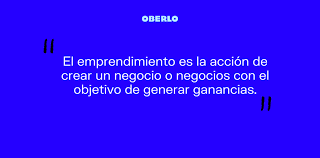 OBERLO
"
El emprendimiento es la acción de
crear un negocio o negocios con el
objetivo de generar ganancias.
"